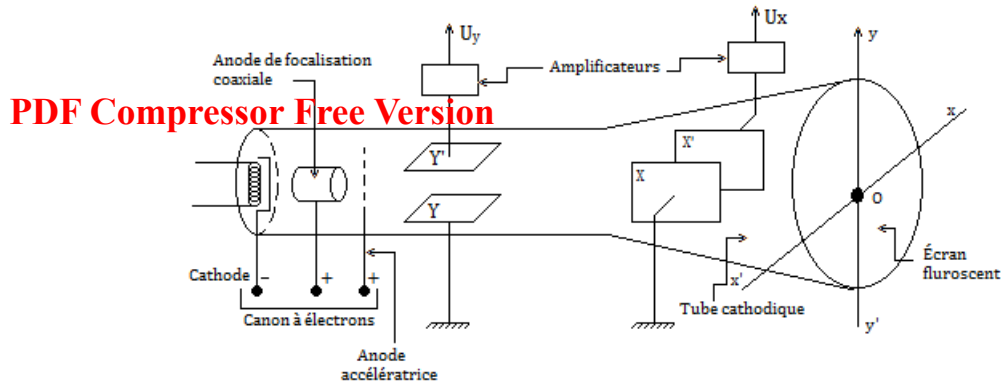 Ux
Uy
y
Anode de focalisation
coaxiale
Amplificateurs
PDF Compressor Free Version
x
X'
Y'
X
Y
O
Écran
fluroscent
Cathode
- + +
x'
Tube cathodique
Canon à électrons
y'
Anode
accélératrice